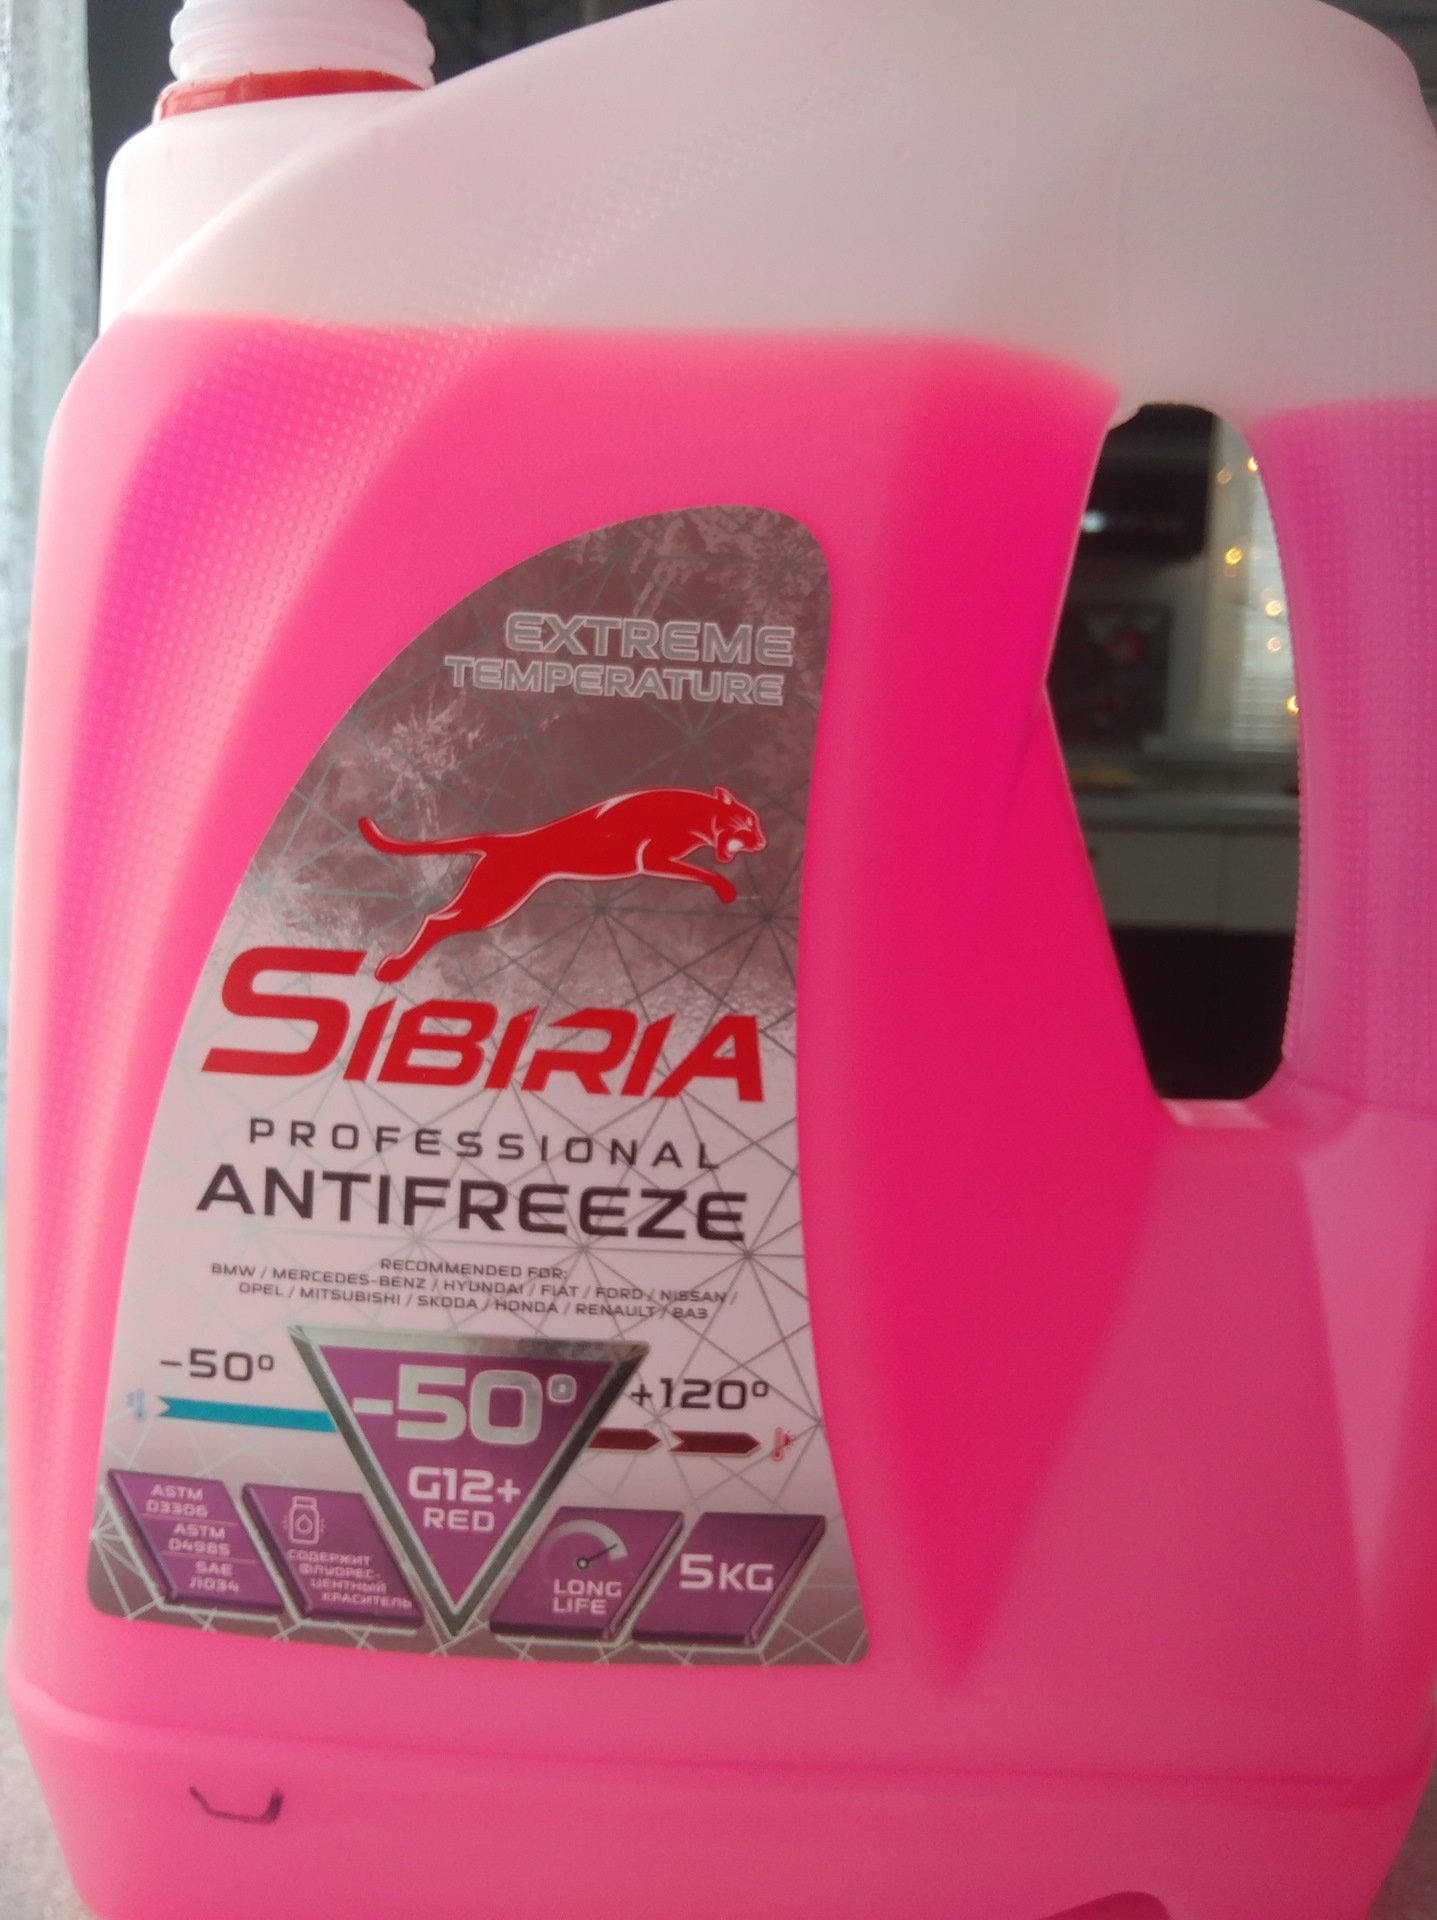 EXTREME
TEMPERATURE
SIBIRIA
PROFESSIONAL
ANTIFREEZE
RECOMMENDED FOR:
BMW / MERCEDES-BENZ / HYUNDAI / FIAT / FORD / NISSAN /
OPEL / MITSUBISHI / SKODA / HONDA / RENAULT / ВАЗ
-50°
-50°
+120°
G12+
RED
ASTM
D3306
ASTM
D4985
SAE
J1034
СОДЕРЖИТ
ФЛУОРЕС-
ЦЕНТНЫЙ
КРАСИТЕЛЬ
LONG
LIFE
5KG